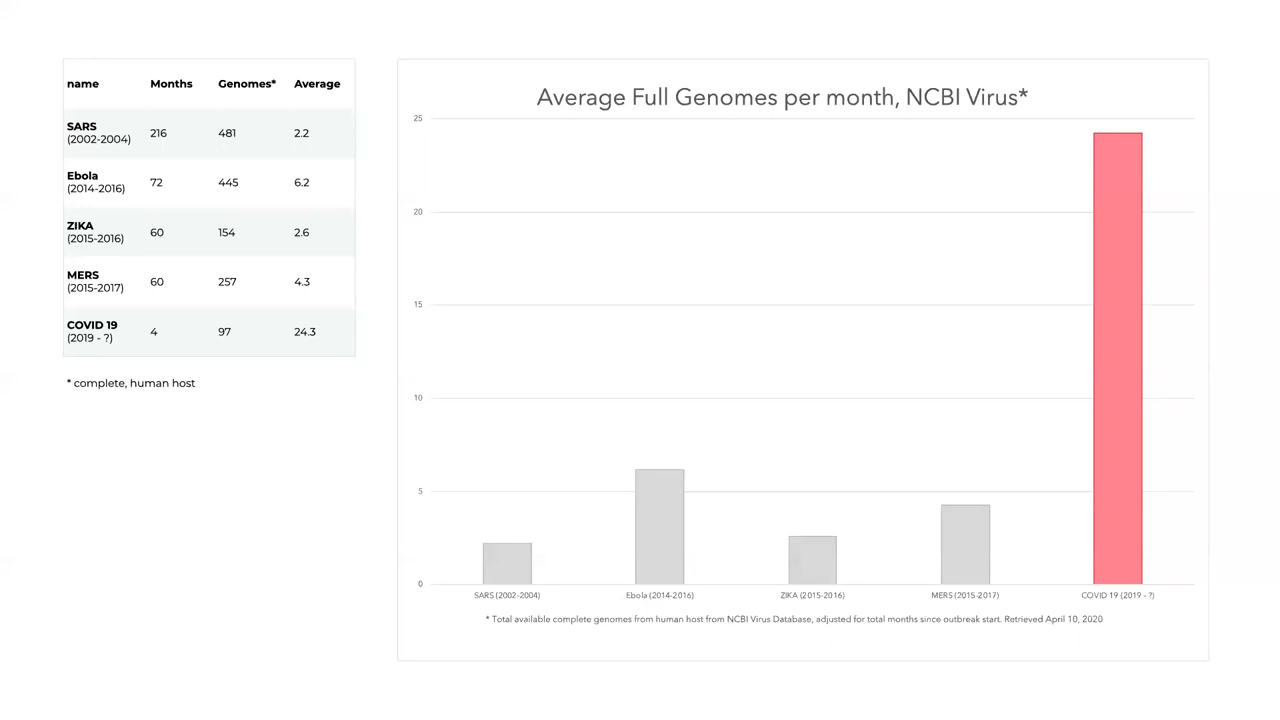 name Months Genomes* Average
SARS
(2002-2004) 216 481 2.2
Ebola
(2014-2016) 72 445 6.2
ZIKA
(2015-2016) 60 154 2.6
MERS
(2015-2017) 60 257 4.3
COVID 19
(2019 - ?) 4 97 24.3
* complete, human host
Average Full Genomes per month, NCBI Virus*
25
20
15
10
5
0
SARS (2002-2004) Ebola (2014-2016) ZIKA (2015-2016) MERS (2015-2017) COVID 19 (2019 - ?)
* Total available complete genomes from human host from NCBI Virus Database, adjusted for total months since outbreak start. Retrieved April 10, 2020